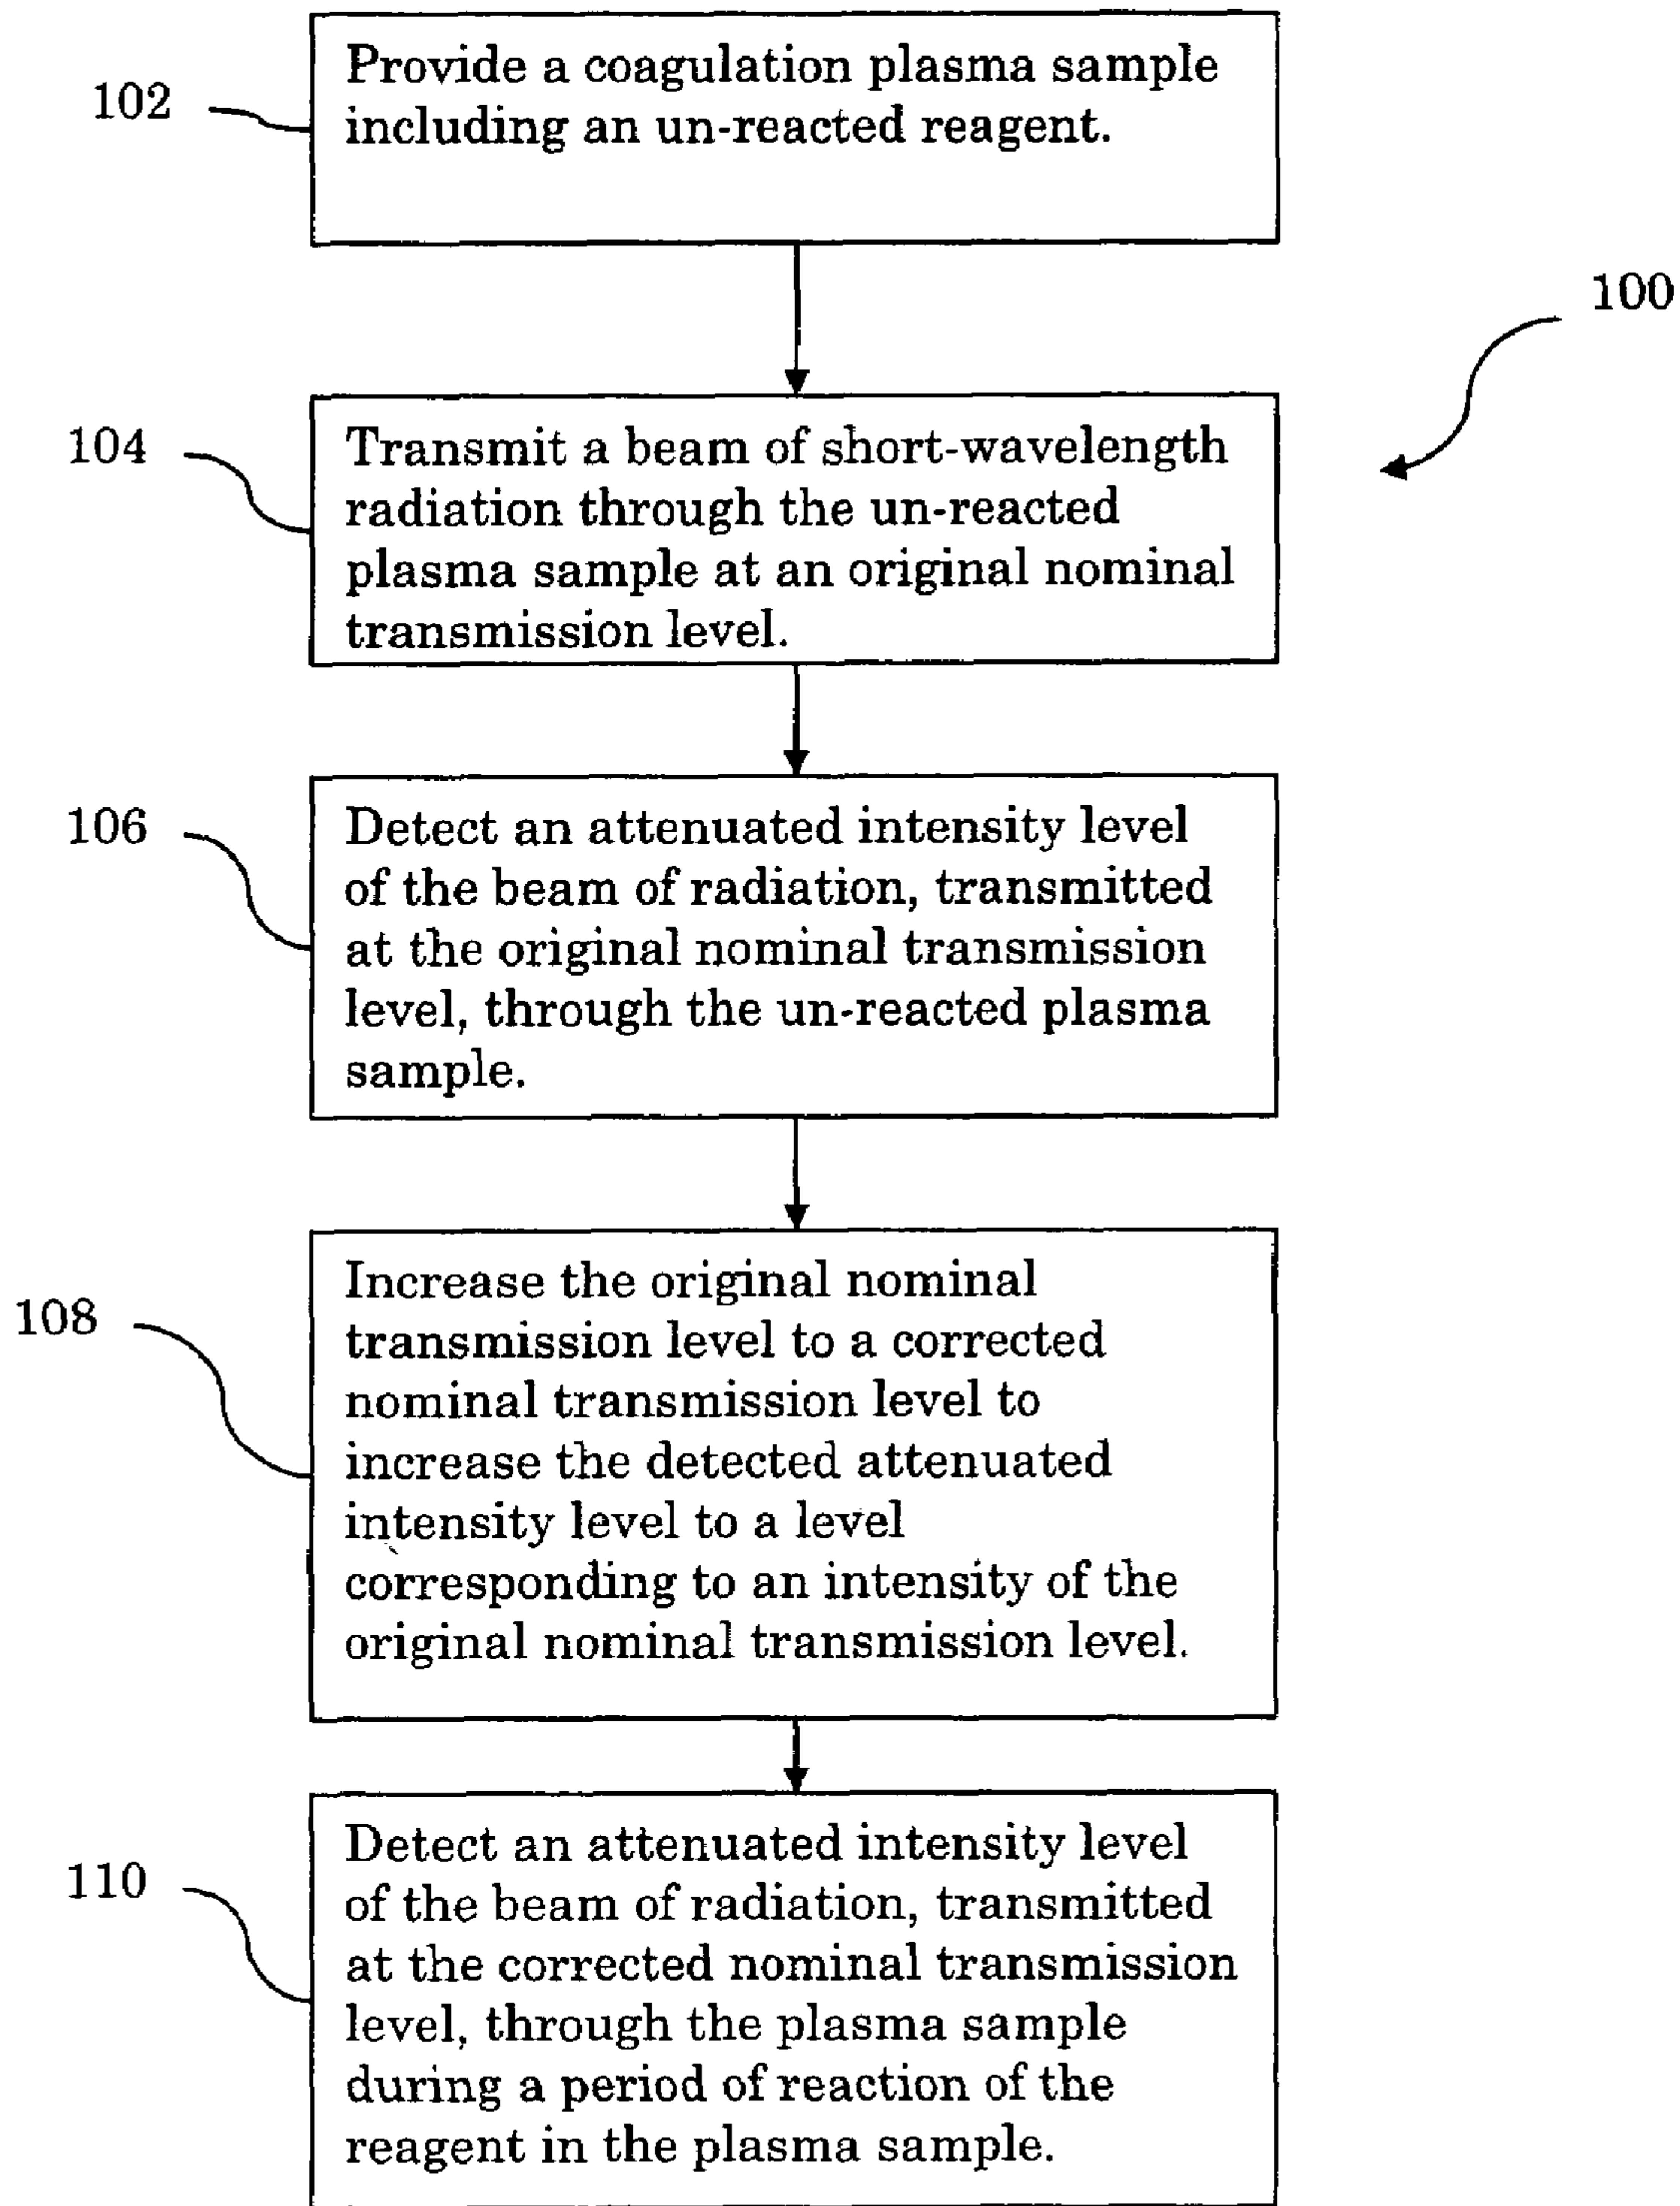 102
Provide a coagulation plasma sample
including an un-reacted reagent.
100
104
Transmit a beam of short-wavelength
radiation through the un-reacted
plasma sample at an original nominal
transmission level.
106
Detect an attenuated intensity level
of the beam of radiation, transmitted
at the original nominal transmission
level, through the un-reacted plasma
sample.
108
Increase the original nominal
transmission level to a corrected
nominal transmission level to
increase the detected attenuated
intensity level to a level
corresponding to an intensity of the
original nominal transmission level.
110
Detect an attenuated intensity level
of the beam of radiation, transmitted
at the corrected nominal transmission
level, through the plasma sample
during a period of reaction of the
reagent in the plasma sample.